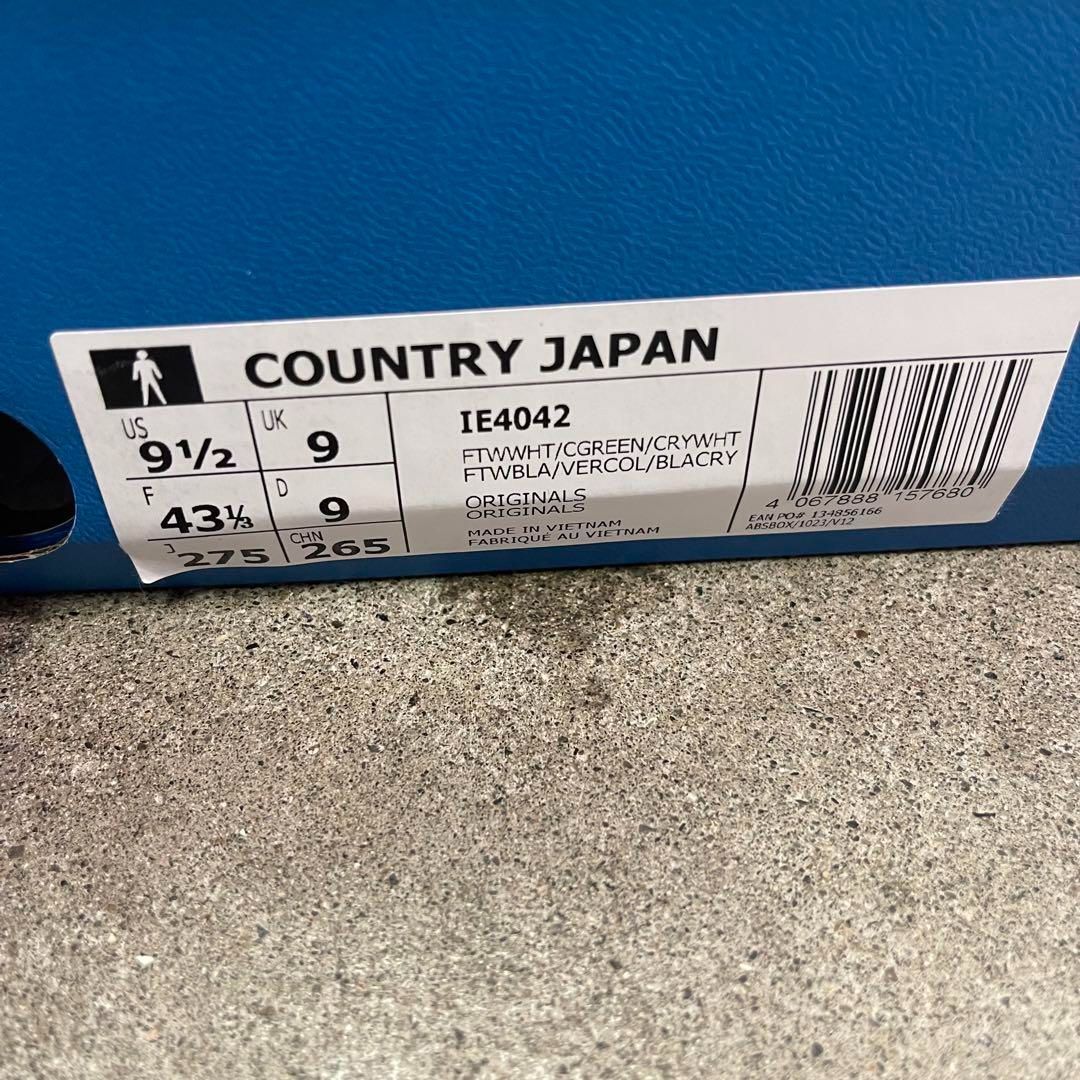 COUNTRY JAPAN
US 9½ UK 9
F 43⅓ D 9
J 275 CHN 265
IE4042
FTWWHT/CGREEN/CRYWHT
FTWBLA/VERCOL/BLACRY
ORIGINALS
ORIGINALS
MADE IN VIETNAM
FABRIQUÉ AU VIETNAM
4 067888 157680
EAN PO# 134856166
ABSBOX/1023/V12